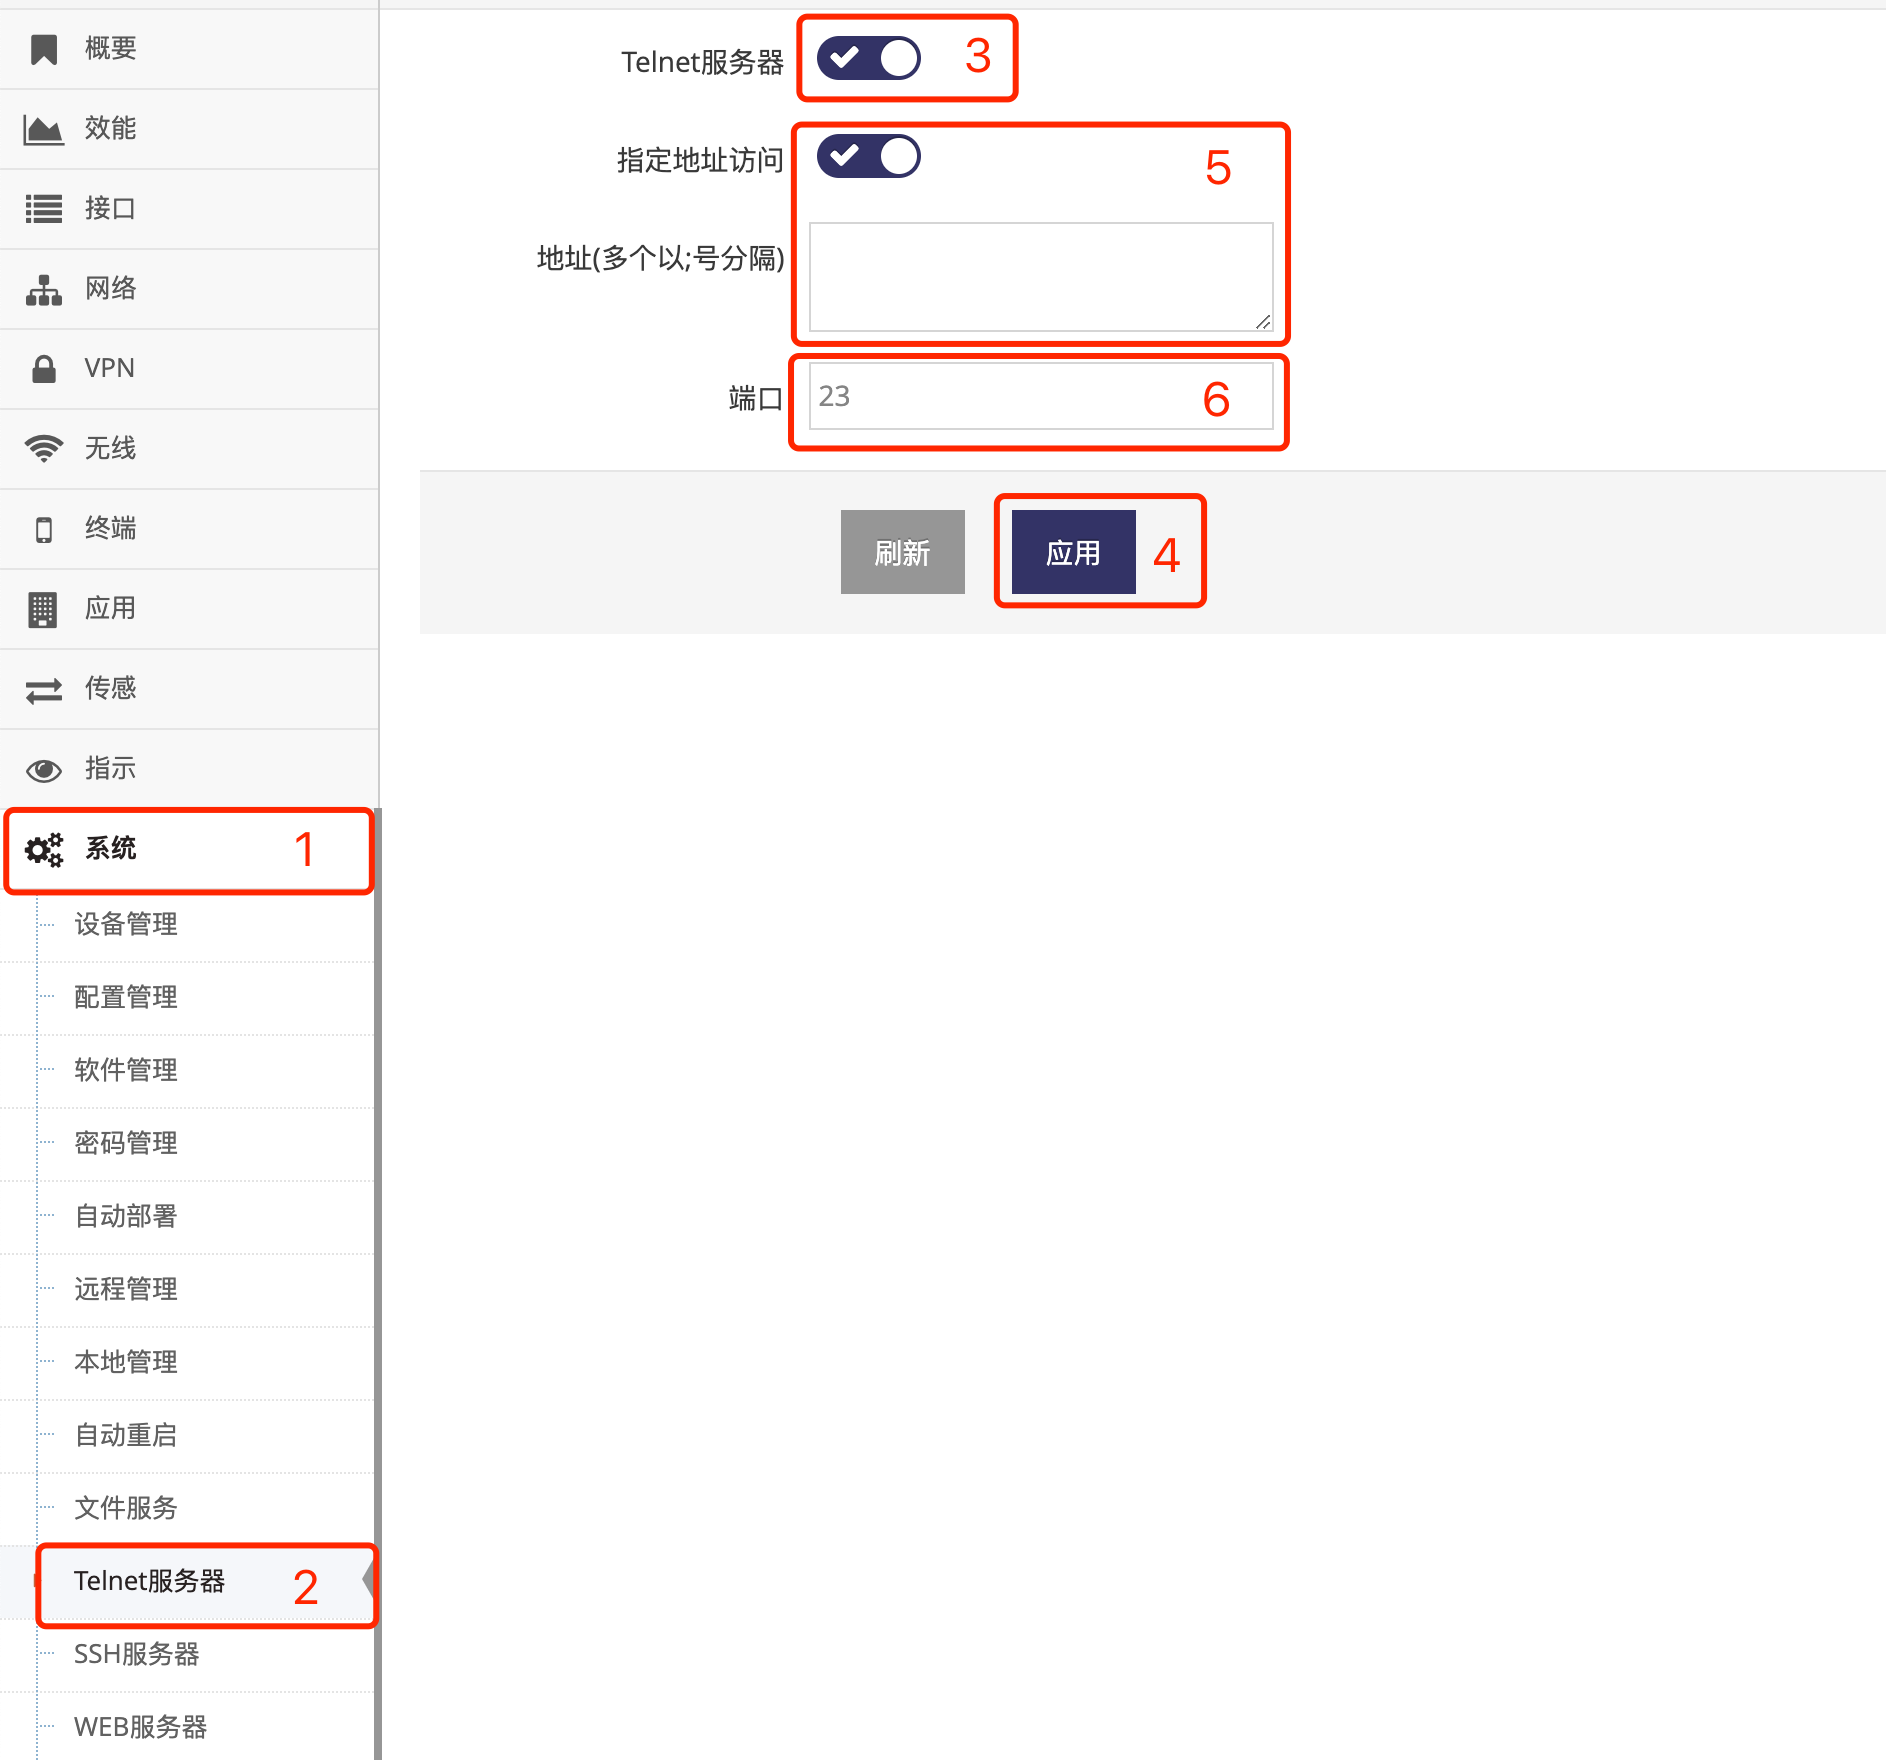 概要
效能
接口
网络
VPN
无线
终端
应用
传感
指示
系统 1
设备管理
配置管理
软件管理
密码管理
自动部署
远程管理
本地管理
自动重启
文件服务
Telnet服务器 2
SSH服务器
WEB服务器
Telnet服务器 3
指定地址访问 5
地址(多个以;号分隔)
端口 23 6
刷新 应用 4